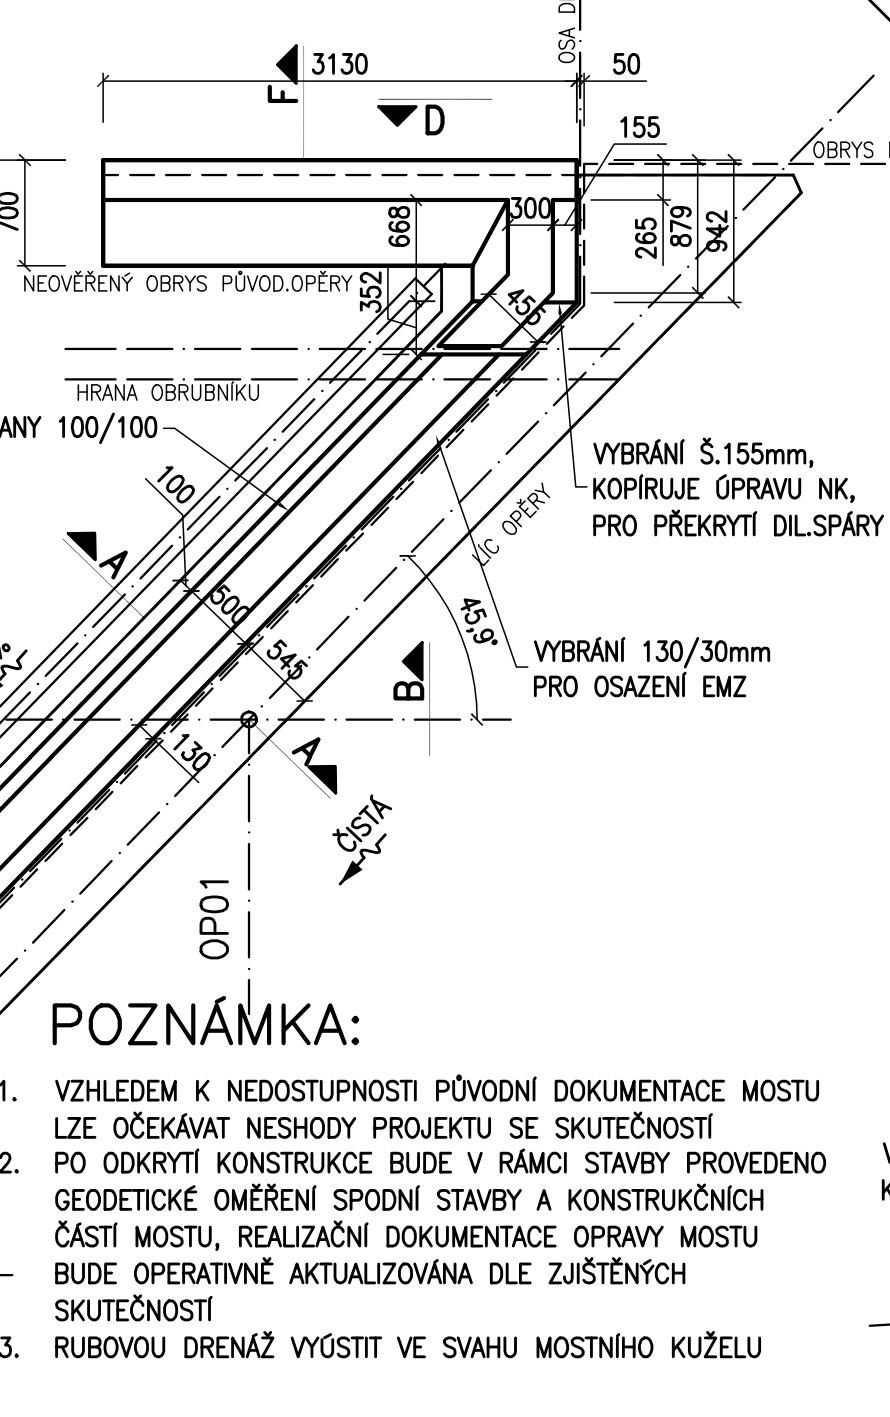 OSA
3130
50
F
D
155
OBRYS
700
300
668
265
879
942
NEOVĚŘENÝ OBRYS PŮVOD.OPĚRY
352
455
HRANA OBRUBNÍKU
100/100
VYBRÁNÍ Š.155mm,
KOPÍRUJE ÚPRAVU NK,
PRO PŘEKRYTÍ DIL.SPÁRY
100
LÍC OPĚRY
A
500
45,9°
545
VYBRÁNÍ 130/30mm
PRO OSAZENÍ EMZ
B
130
A
ČISTÁ
OP01
POZNÁMKA:
1. VZHLEDEM K NEDOSTUPNOSTI PŮVODNÍ DOKUMENTACE MOSTU
LZE OČEKÁVAT NESHODY PROJEKTU SE SKUTEČNOSTÍ
2. PO ODKRYTÍ KONSTRUKCE BUDE V RÁMCI STAVBY PROVEDENO
GEODETICKÉ OMĚŘENÍ SPODNÍ STAVBY A KONSTRUKČNÍCH
ČÁSTÍ MOSTU, REALIZAČNÍ DOKUMENTACE OPRAVY MOSTU
BUDE OPERATIVNĚ AKTUALIZOVÁNA DLE ZJIŠTĚNÝCH
SKUTEČNOSTÍ
3. RUBOVOU DRENÁŽ VYÚSTIT VE SVAHU MOSTNÍHO KUŽELU